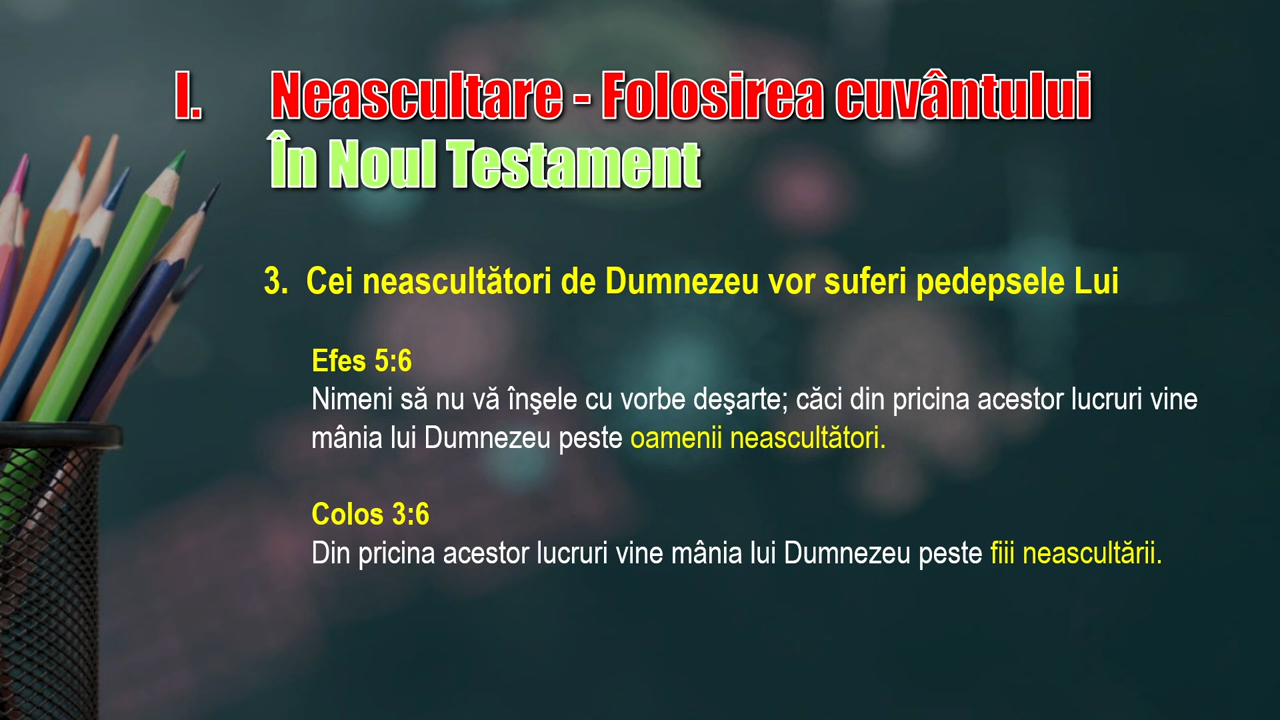 I. Neascultare - Folosirea cuvântului
În Noul Testament
3. Cei neascultători de Dumnezeu vor suferi pedepsele Lui
Efes 5:6
Nimeni să nu vă înşele cu vorbe deşarte; căci din pricina acestor lucruri vine
mânia lui Dumnezeu peste oamenii neascultători.
Colos 3:6
Din pricina acestor lucruri vine mânia lui Dumnezeu peste fiii neascultării.